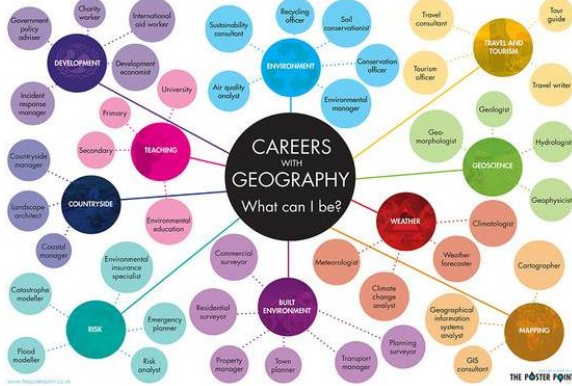 CAREERS
WITH
GEOGRAPHY
What can I be?
DEVELOPMENT
Government
policy
adviser
Charity
worker
International
aid worker
Development
economist
Incident
response
manager
ENVIRONMENT
Sustainability
consultant
Recycling
officer
Soil
conservationist
Conservation
officer
Environmental
manager
Air quality
analyst
TRAVEL AND
TOURISM
Travel
consultant
Tour
guide
Tourism
officer
Travel writer
TEACHING
University
Primary
Secondary
Environmental
education
GEOSCIENCE
Geologist
Geo-
morphologist
Hydrologist
Geophysicist
COUNTRYSIDE
Countryside
manager
Landscape
architect
Coastal
manager
WEATHER
Climatologist
Meteorologist
Weather
forecaster
Climate
change
analyst
RISK
Environmental
insurance
specialist
Catastrophe
modeller
Emergency
planner
Flood
modeller
Risk
analyst
BUILT
ENVIRONMENT
Commercial
surveyor
Residential
surveyor
Property
manager
Town
planner
Transport
manager
Planning
surveyor
MAPPING
Cartographer
Geographical
information
systems
analyst
GIS
consultant
www.theposterpoint.co.uk
THE POSTER POINT